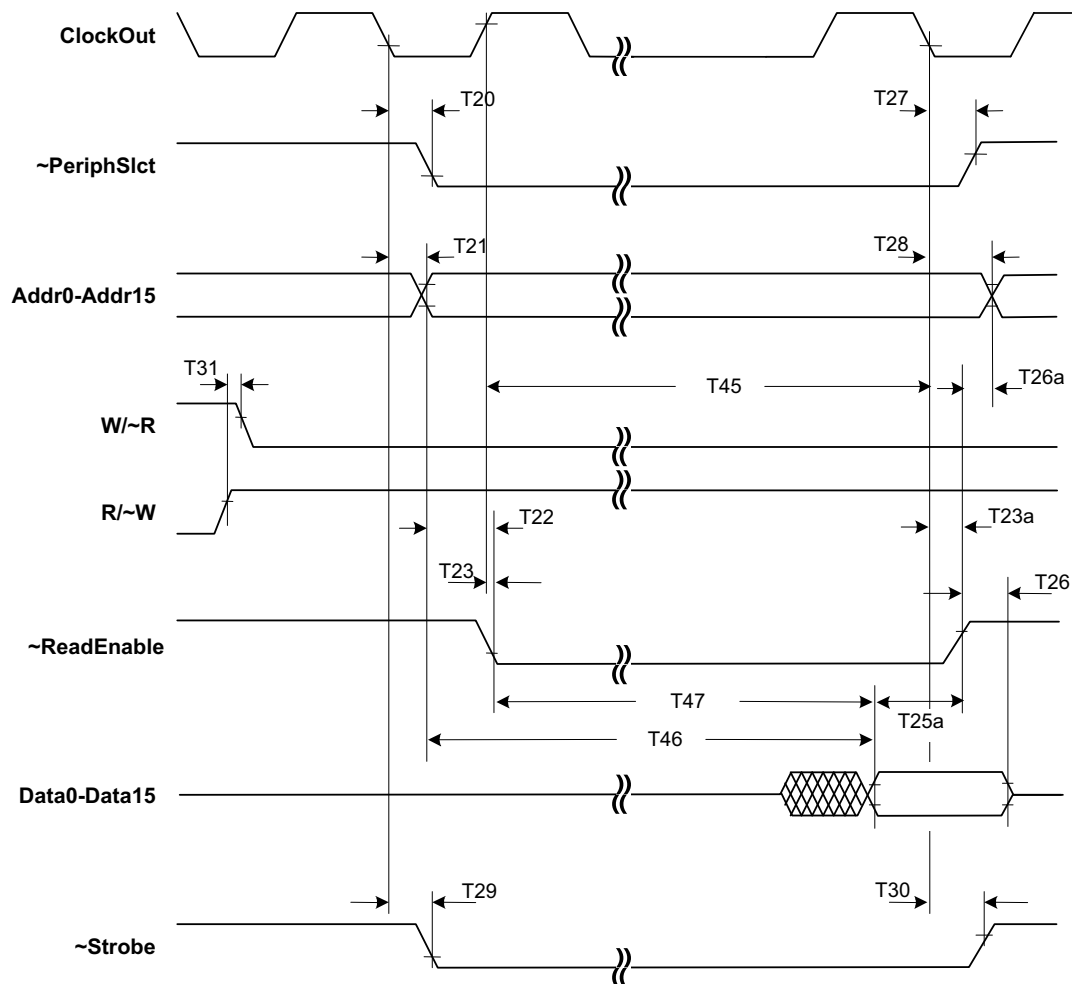 ClockOut
T20
T27
~PeriphSlct
T21
T28
Addr0-Addr15
T31
T45
T26a
W/~R
R/~W
T22
T23a
T23
T26
~ReadEnable
T47
T25a
T46
Data0-Data15
T29
T30
~Strobe